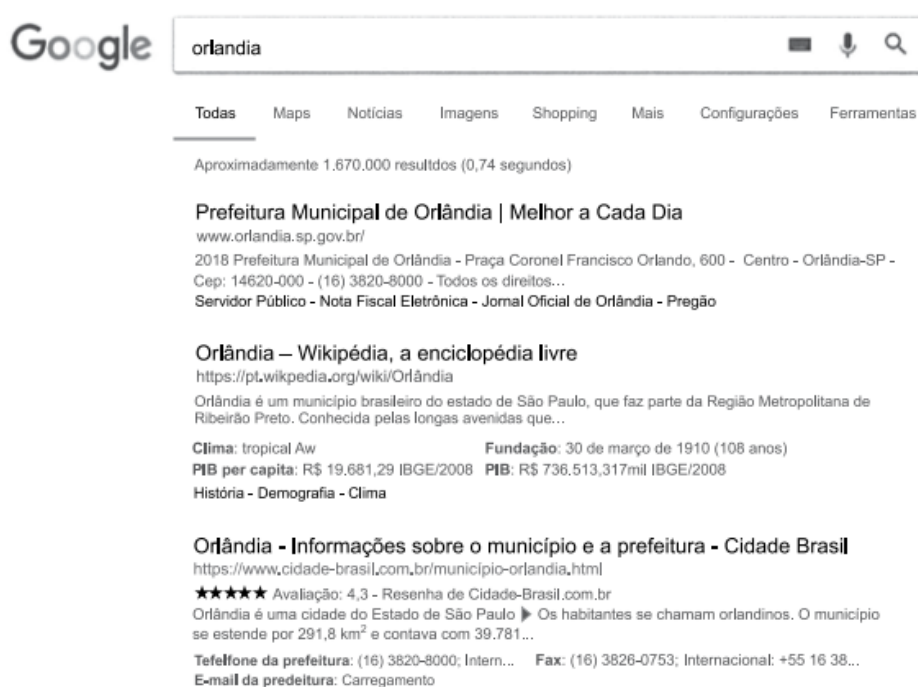 Google
orlandia
Todas Maps Notícias Imagens Shopping Mais Configurações Ferramentas
Aproximadamente 1.670.000 resultdos (0,74 segundos)
Prefeitura Municipal de Orlândia | Melhor a Cada Dia
www.orlandia.sp.gov.br/
2018 Prefeitura Municipal de Orlândia - Praça Coronel Francisco Orlando, 600 - Centro - Orlândia-SP -
Cep: 14620-000 - (16) 3820-8000 - Todos os direitos...
Servidor Público - Nota Fiscal Eletrônica - Jornal Oficial de Orlândia - Pregão
Orlândia – Wikipédia, a enciclopédia livre
https://pt.wikpedia.org/wiki/Orlândia
Orlândia é um município brasileiro do estado de São Paulo, que faz parte da Região Metropolitana de
Ribeirão Preto. Conhecida pelas longas avenidas que...
Clima: tropical Aw Fundação: 30 de março de 1910 (108 anos)
PIB per capita: R$ 19.681,29 IBGE/2008 PIB: R$ 736.513,317mil IBGE/2008
História - Demografia - Clima
Orlândia - Informações sobre o município e a prefeitura - Cidade Brasil
https://www.cidade-brasil.com.br/município-orlandia.html
★★★★★ Avaliação: 4,3 - Resenha de Cidade-Brasil.com.br
Orlândia é uma cidade do Estado de São Paulo ▶ Os habitantes se chamam orlandinos. O município
se estende por 291,8 km² e contava com 39.781...
Tefelfone da prefeitura: (16) 3820-8000; Intern... Fax: (16) 3826-0753; Internacional: +55 16 38...
E-mail da predeitura: Carregamento